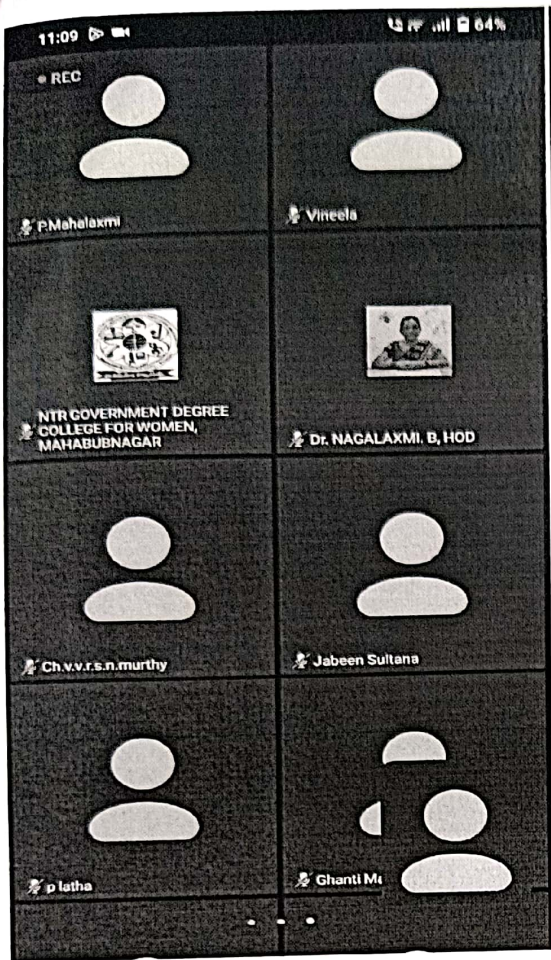 11:09
64%
REC
P.Mahalaxmi
Vineela
NTR GOVERNMENT DEGREE
COLLEGE FOR WOMEN,
MAHABUBNAGAR
Dr. NAGALAXMI. B, HOD
Ch.v.v.r.s.n.murthy
Jabeen Sultana
p latha
Ghanti